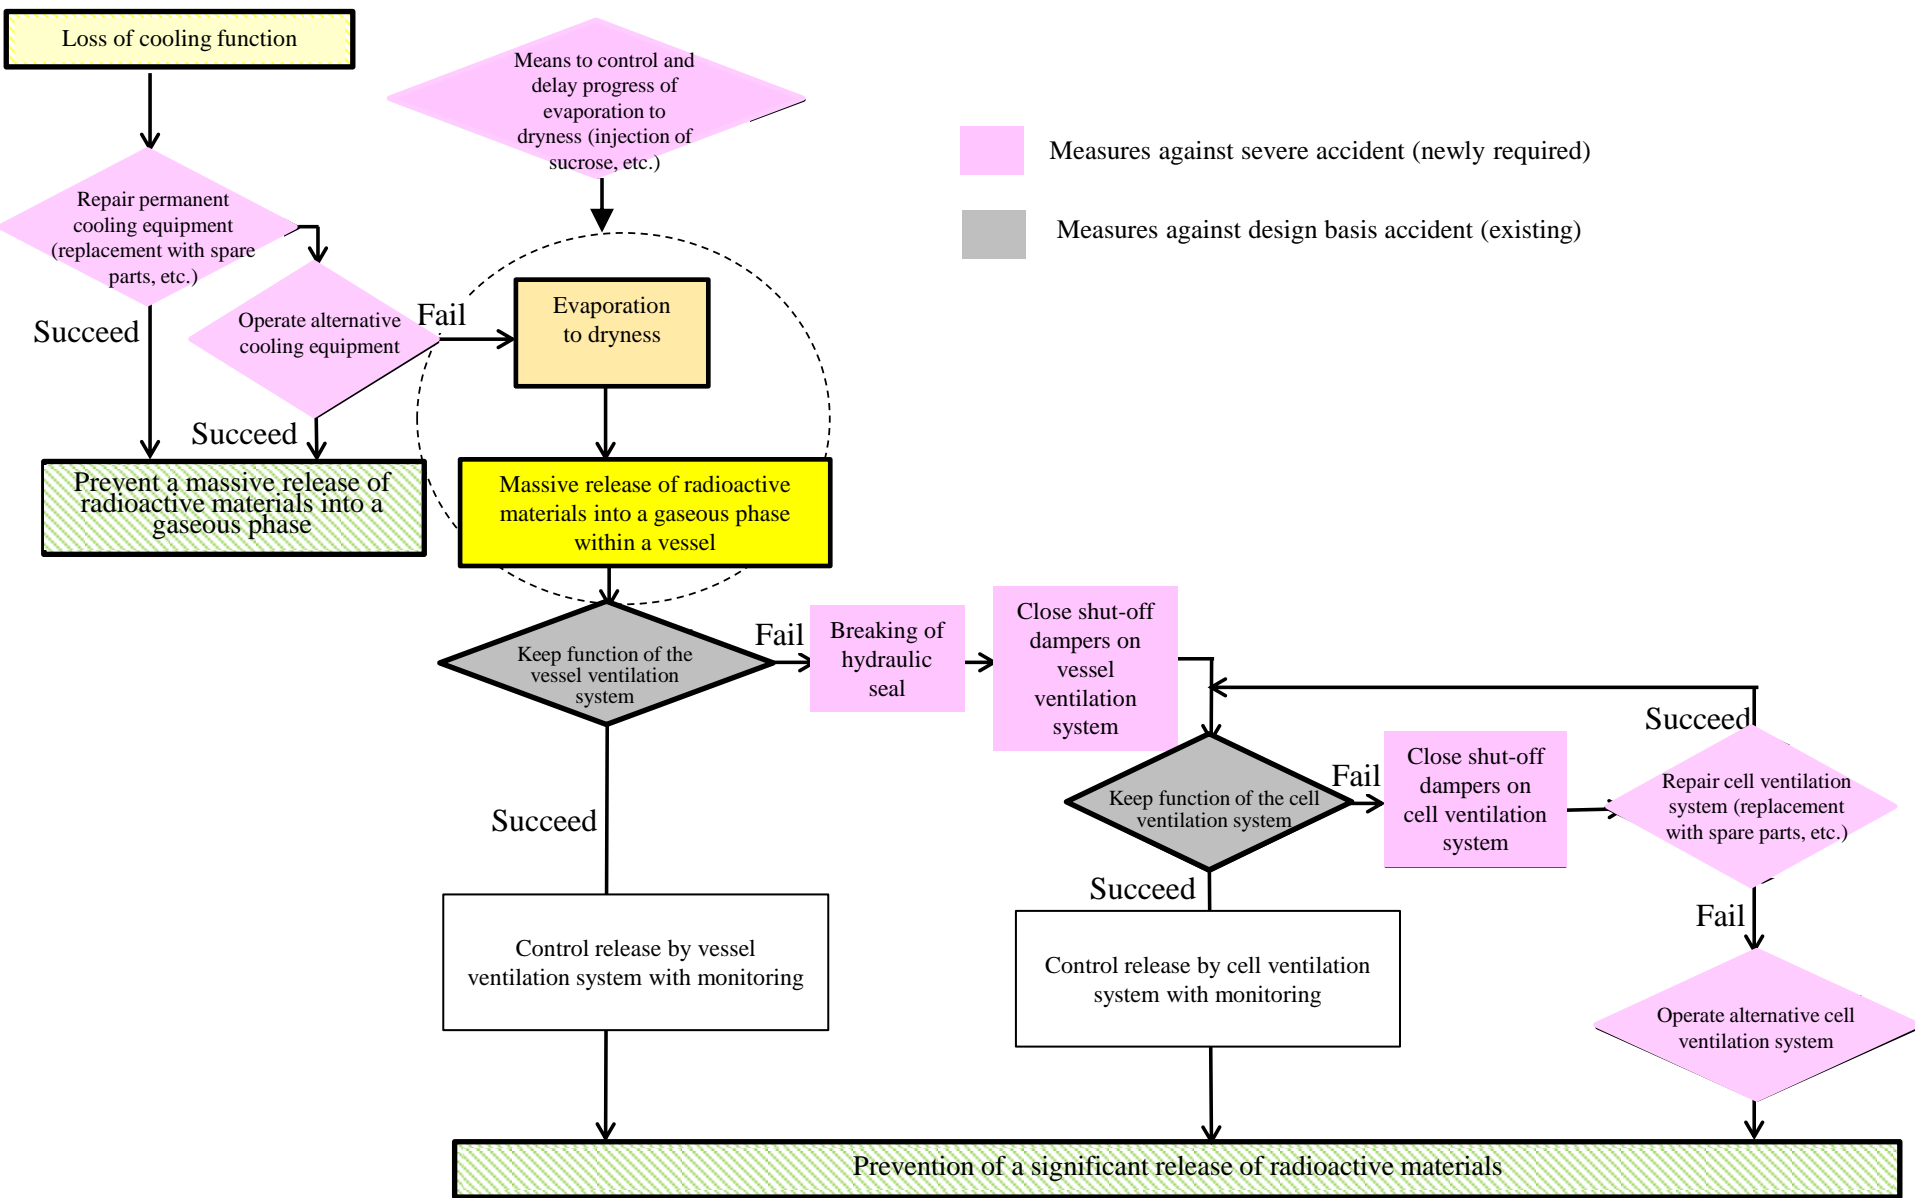 Loss of cooling function
Means to control and
delay progress of
evaporation to
dryness (injection of
sucrose, etc.)
Measures against severe accident (newly required)
Measures against design basis accident (existing)
Repair permanent
cooling equipment
(replacement with spare
parts, etc.)
Succeed
Operate alternative
cooling equipment
Fail
Evaporation
to dryness
Succeed
Prevent a massive release of
radioactive materials into a
gaseous phase
Massive release of radioactive
materials into a gaseous phase
within a vessel
Keep function of the
vessel ventilation
system
Fail
Breaking of
hydraulic
seal
Close shut-off
dampers on
vessel
ventilation
system
Succeed
Keep function of the cell
ventilation system
Fail
Close shut-off
dampers on
cell ventilation
system
Succeed
Repair cell ventilation
system (replacement
with spare parts, etc.)
Succeed
Fail
Control release by vessel
ventilation system with monitoring
Control release by cell ventilation
system with monitoring
Operate alternative cell
ventilation system
Prevention of a significant release of radioactive materials